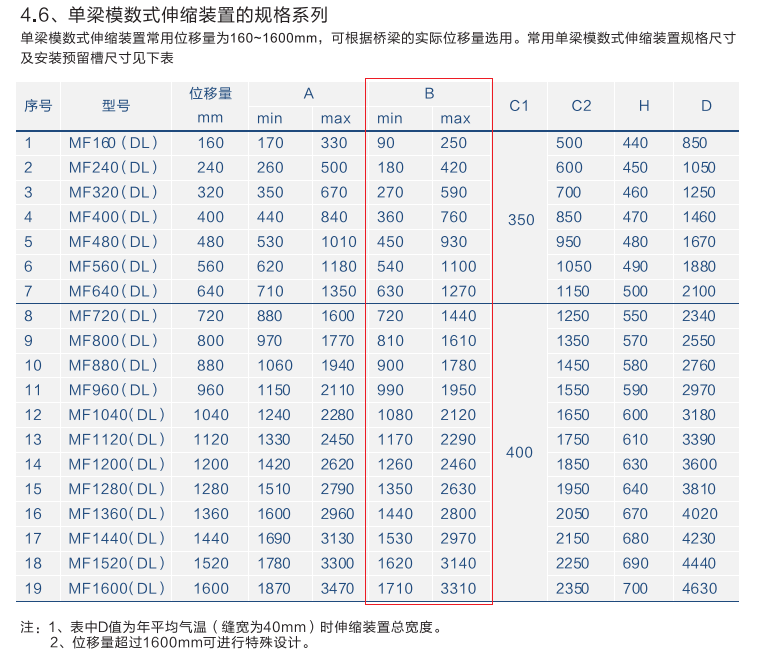 4.6、单梁模数式伸缩装置的规格系列
单梁模数式伸缩装置常用位移量为160~1600mm，可根据桥梁的实际位移量选用。常用单梁模数式伸缩装置规格尺寸
及安装预留槽尺寸见下表
序号 型号 位移量 mm A B C1 C2 H D
min max min max
1 MF160（DL） 160 170 330 90 250 500 440 850
2 MF240（DL） 240 260 500 180 420 600 450 1050
3 MF320（DL） 320 350 670 270 590 700 460 1250
4 MF400（DL） 400 440 840 360 760 350 850 470 1460
5 MF480（DL） 480 530 1010 450 930 950 480 1670
6 MF560（DL） 560 620 1180 540 1100 1050 490 1880
7 MF640（DL） 640 710 1350 630 1270 1150 500 2100
8 MF720（DL） 720 880 1600 720 1440 1250 550 2340
9 MF800（DL） 800 970 1770 810 1610 1350 570 2550
10 MF880（DL） 880 1060 1940 900 1780 1450 580 2760
11 MF960（DL） 960 1150 2110 990 1950 1550 590 2970
12 MF1040（DL） 1040 1240 2280 1080 2120 1650 600 3180
13 MF1120（DL） 1120 1330 2450 1170 2290 400 1750 610 3390
14 MF1200（DL） 1200 1420 2620 1260 2460 1850 630 3600
15 MF1280（DL） 1280 1510 2790 1350 2630 1950 640 3810
16 MF1360（DL） 1360 1600 2960 1440 2800 2050 670 4020
17 MF1440（DL） 1440 1690 3130 1530 2970 2150 680 4230
18 MF1520（DL） 1520 1780 3300 1620 3140 2250 690 4440
19 MF1600（DL） 1600 1870 3470 1710 3310 2350 700 4630
注：1、表中D值为年平均气温（缝宽为40mm）时伸缩装置总宽度。
2、位移量超过1600mm可进行特殊设计。